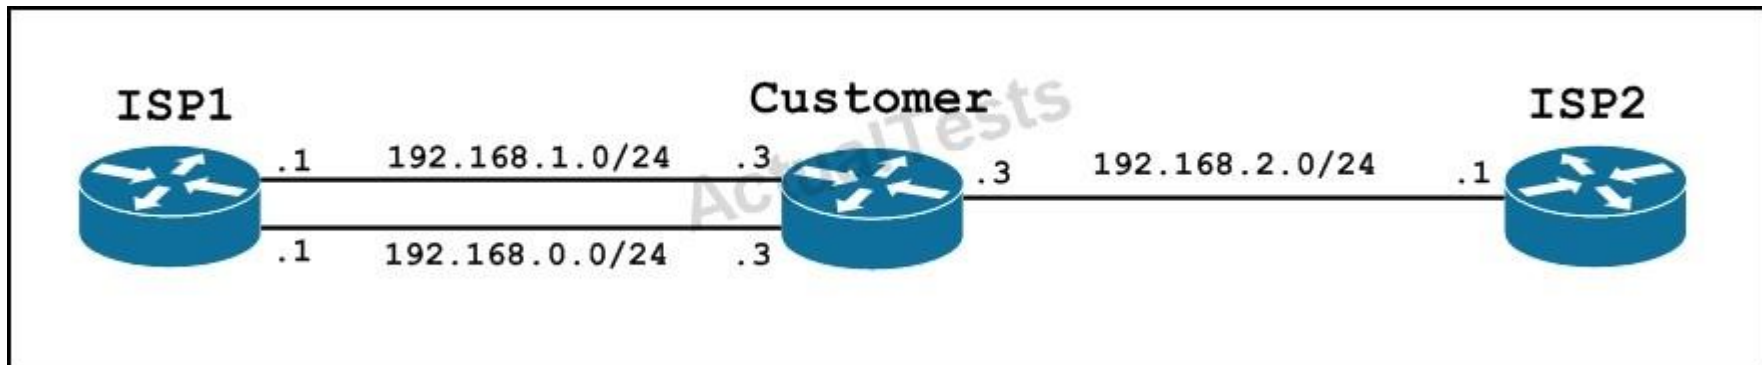 ISP1
Customer
ISP2
.1 192.168.1.0/24 .3
.3 192.168.2.0/24 .1
.1 192.168.0.0/24 .3
ActualTests